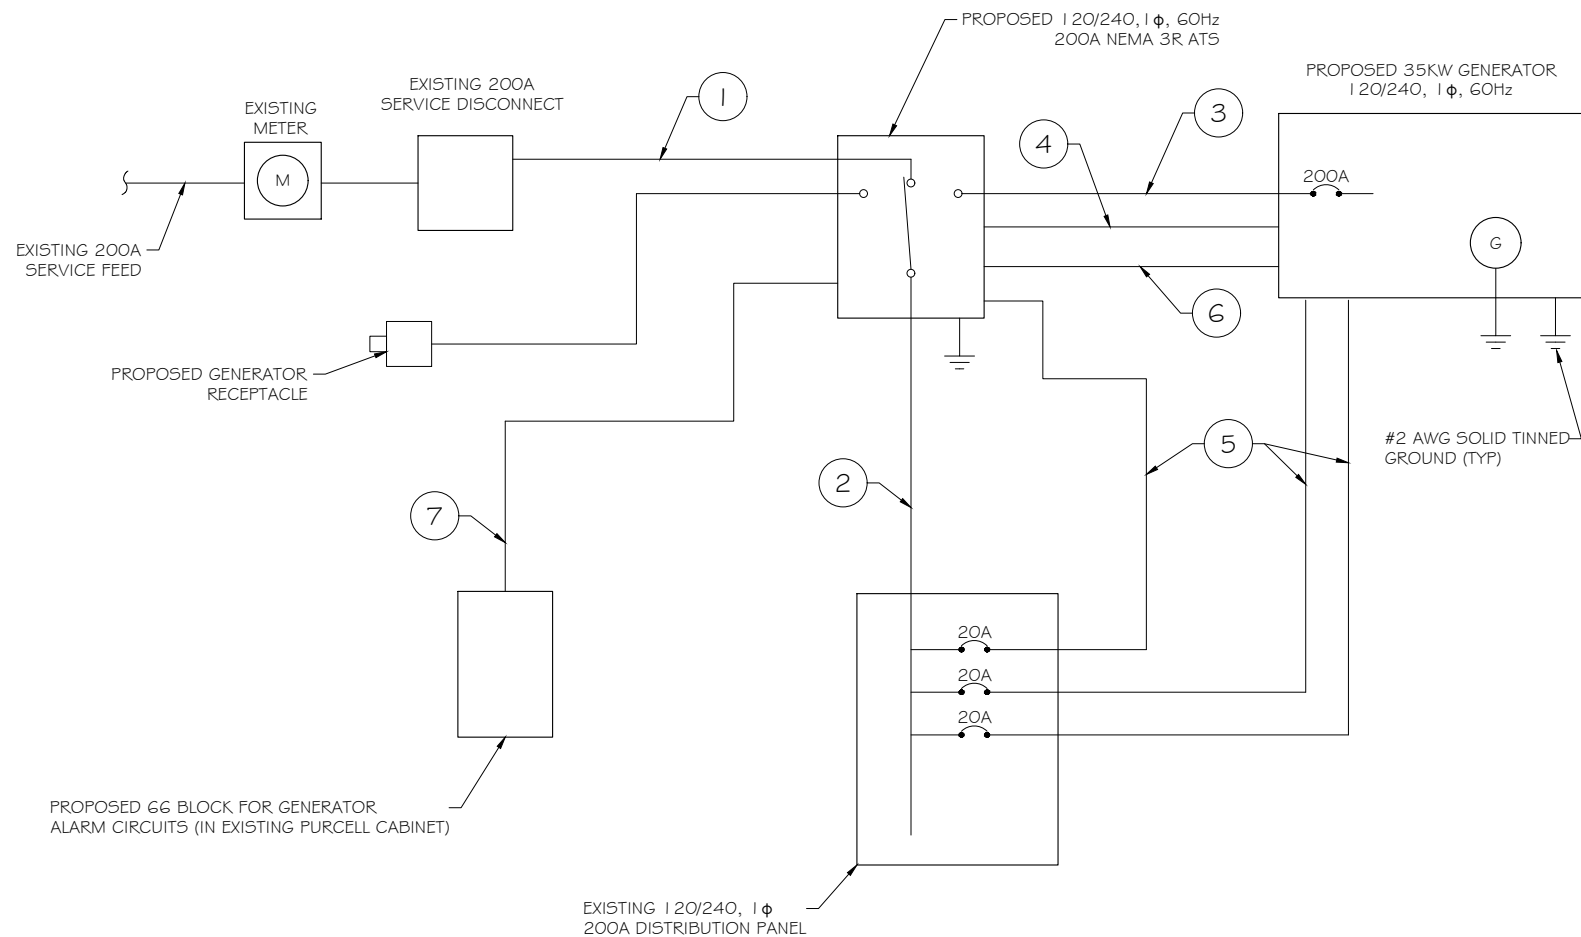 PROPOSED 120/240, 1ϕ, 60Hz
200A NEMA 3R ATS
PROPOSED 35KW GENERATOR
120/240, 1ϕ, 60Hz
EXISTING 200A
SERVICE DISCONNECT
EXISTING
METER
1
3
4
M
200A
G
EXISTING 200A
SERVICE FEED
6
PROPOSED GENERATOR
RECEPTACLE
5
#2 AWG SOLID TINNED
GROUND (TYP)
2
7
20A
20A
20A
PROPOSED 66 BLOCK FOR GENERATOR
ALARM CIRCUITS (IN EXISTING PURCELL CABINET)
EXISTING 120/240, 1ϕ
200A DISTRIBUTION PANEL